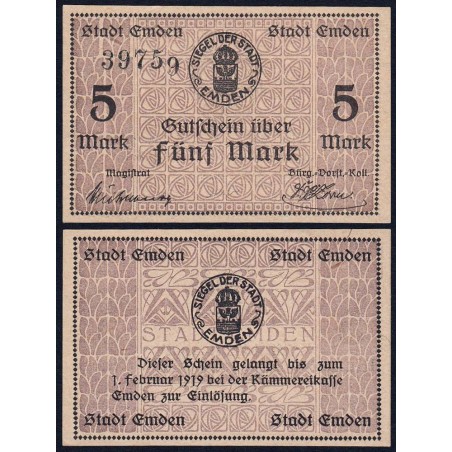 Stadt Emden Stadt Emden
39759
SIEGEL DER STADT EMDEN
5 5
Mark Mark
Gutschein über
fünf Mark
Magistrat Bürg.-Vorst.-Koll.
Stadt Emden Stadt Emden
SIEGEL DER STADT EMDEN
STADT EMDEN
Dieser Schein gelangt bis zum
1. Februar 1919 bei der Kämmereikasse
Emden zur Einlösung.
Stadt Emden Stadt Emden